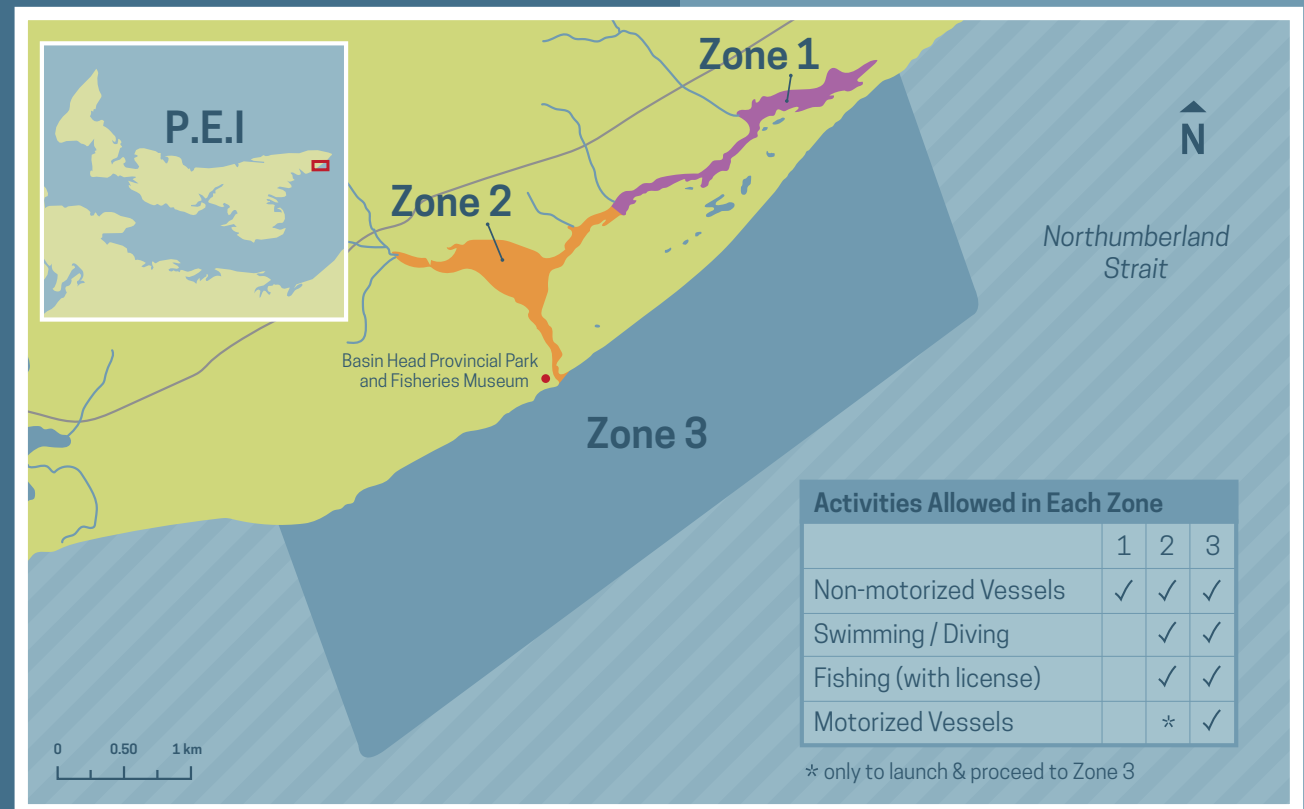 P.E.I
Zone 1
N
Zone 2
Northumberland
Strait
Basin Head Provincial Park
and Fisheries Museum
Zone 3
Activities Allowed in Each Zone
1 2 3
Non-motorized Vessels ✓ ✓ ✓
Swimming / Diving ✓ ✓
Fishing (with license) ✓ ✓
Motorized Vessels * ✓
* only to launch & proceed to Zone 3
0 0.50 1 km